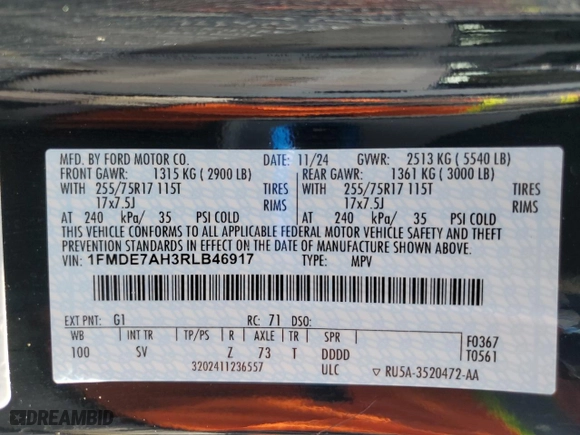 MFD. BY FORD MOTOR CO. DATE: 11/24 GVWR: 2513 KG ( 5540 LB)
FRONT GAWR: 1315 KG ( 2900 LB) REAR GAWR: 1361 KG ( 3000 LB)
WITH 255/75R17 115T TIRES WITH 255/75R17 115T TIRES
17x7.5J RIMS 17x7.5J RIMS
AT 240 kPa/ 35 PSI COLD AT 240 kPa/ 35 PSI COLD
THIS VEHICLE CONFORMS TO ALL APPLICABLE FEDERAL MOTOR VEHICLE SAFETY AND THEFT
PREVENTION STANDARDS IN EFFECT ON THE DATE OF MANUFACTURE SHOWN ABOVE.
VIN: 1FMDE7AH3RLB46917 TYPE: MPV
EXT PNT: G1 RC: 71 DSO:
WB INT TR TP/PS R AXLE TR SPR F0367
100 SV Z 73 T DDDD T0561
3202411236557 ULC ▽ RU5A-3520472-AA
DREAMBID